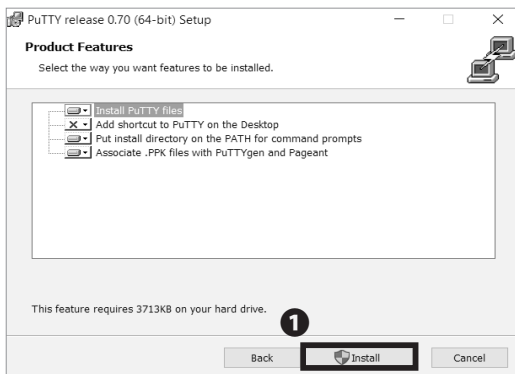 PuTTY release 0.70 (64-bit) Setup
Product Features
Select the way you want features to be installed.
Install PuTTY files
Add shortcut to PuTTY on the Desktop
Put install directory on the PATH for command prompts
Associate .PPK files with PuTTYgen and Pageant
This feature requires 3713KB on your hard drive.
1
Back Install Cancel